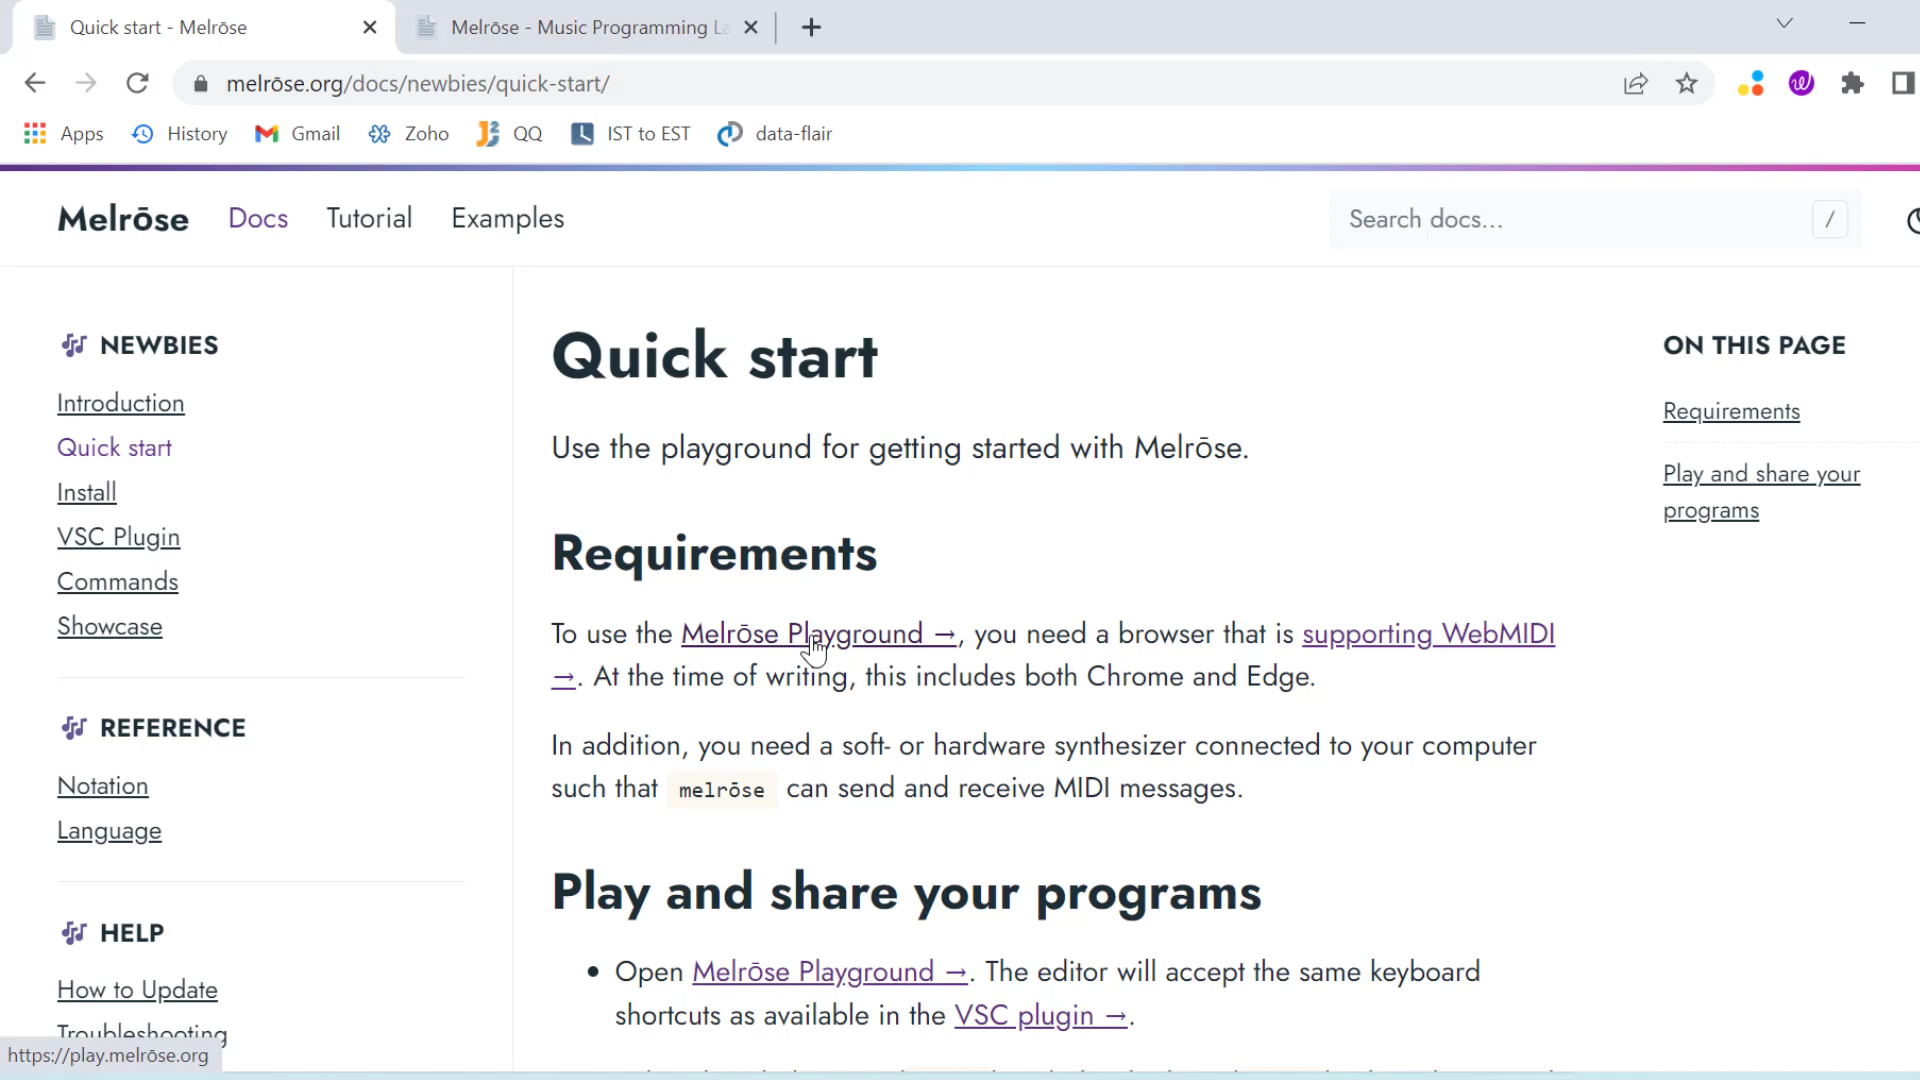 Quick start - Melrōse
Melrōse - Music Programming La
melrōse.org/docs/newbies/quick-start/
Apps History Gmail Zoho QQ IST to EST data-flair
Melrōse Docs Tutorial Examples Search docs... /
NEWBIES
Introduction
Quick start
Install
VSC Plugin
Commands
Showcase
REFERENCE
Notation
Language
HELP
How to Update
Troubleshooting
https://play.melrōse.org
Quick start
Use the playground for getting started with Melrōse.
Requirements
To use the Melrōse Playground →, you need a browser that is supporting WebMIDI
→. At the time of writing, this includes both Chrome and Edge.
In addition, you need a soft- or hardware synthesizer connected to your computer
such that melrōse can send and receive MIDI messages.
Play and share your programs
• Open Melrōse Playground →. The editor will accept the same keyboard
shortcuts as available in the VSC plugin →.
ON THIS PAGE
Requirements
Play and share your
programs